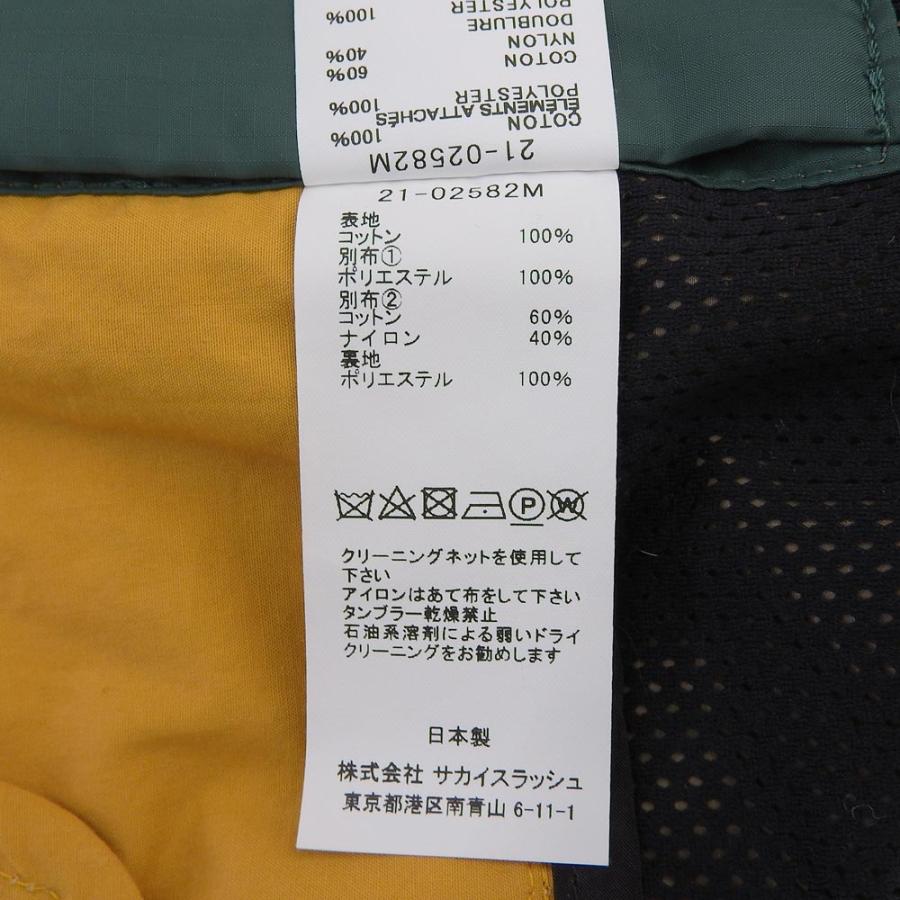 100%
DOUBLURE
NYLON
40%
COTON
60%
POLYESTER
100%
ÉLÉMENTS ATTACHÉS
COTON
100%
21-02582M
21-02582M
表地
コットン 100%
別布①
ポリエステル 100%
別布②
コットン 60%
ナイロン 40%
裏地
ポリエステル 100%
P
W
クリーニングネットを使用して
下さい
アイロンはあて布をして下さい
タンブラー乾燥禁止
石油系溶剤による弱いドライ
クリーニングをお勧めします
日本製
株式会社 サカイスラッシュ
東京都港区南青山 6-11-1